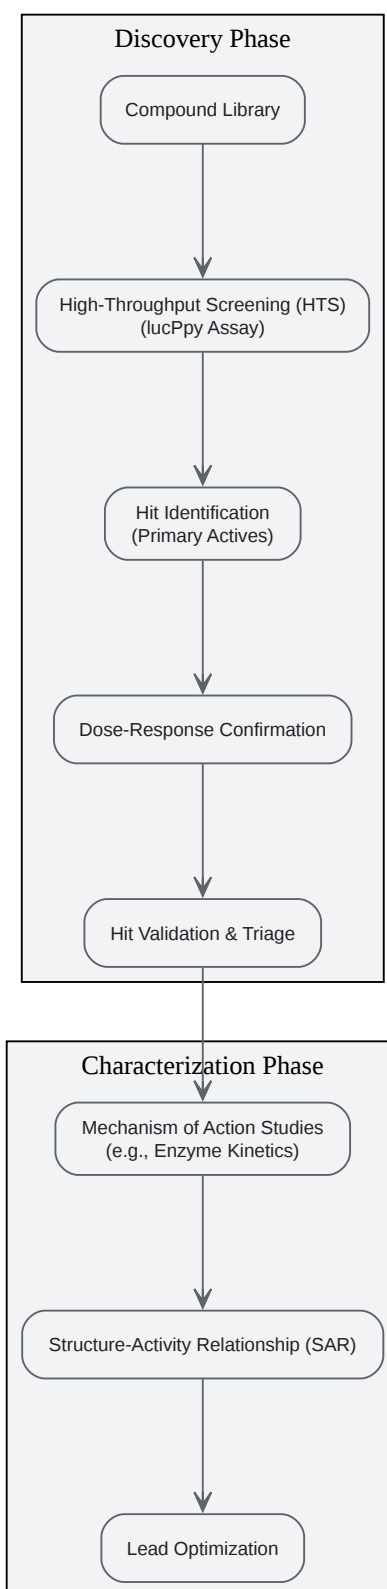 Discovery Phase
Compound Library
High-Throughput Screening (HTS)
(lucPpy Assay)
Hit Identification
(Primary Actives)
Dose-Response Confirmation
Hit Validation & Triage
Characterization Phase
Mechanism of Action Studies
(e.g., Enzyme Kinetics)
Structure-Activity Relationship (SAR)
Lead Optimization